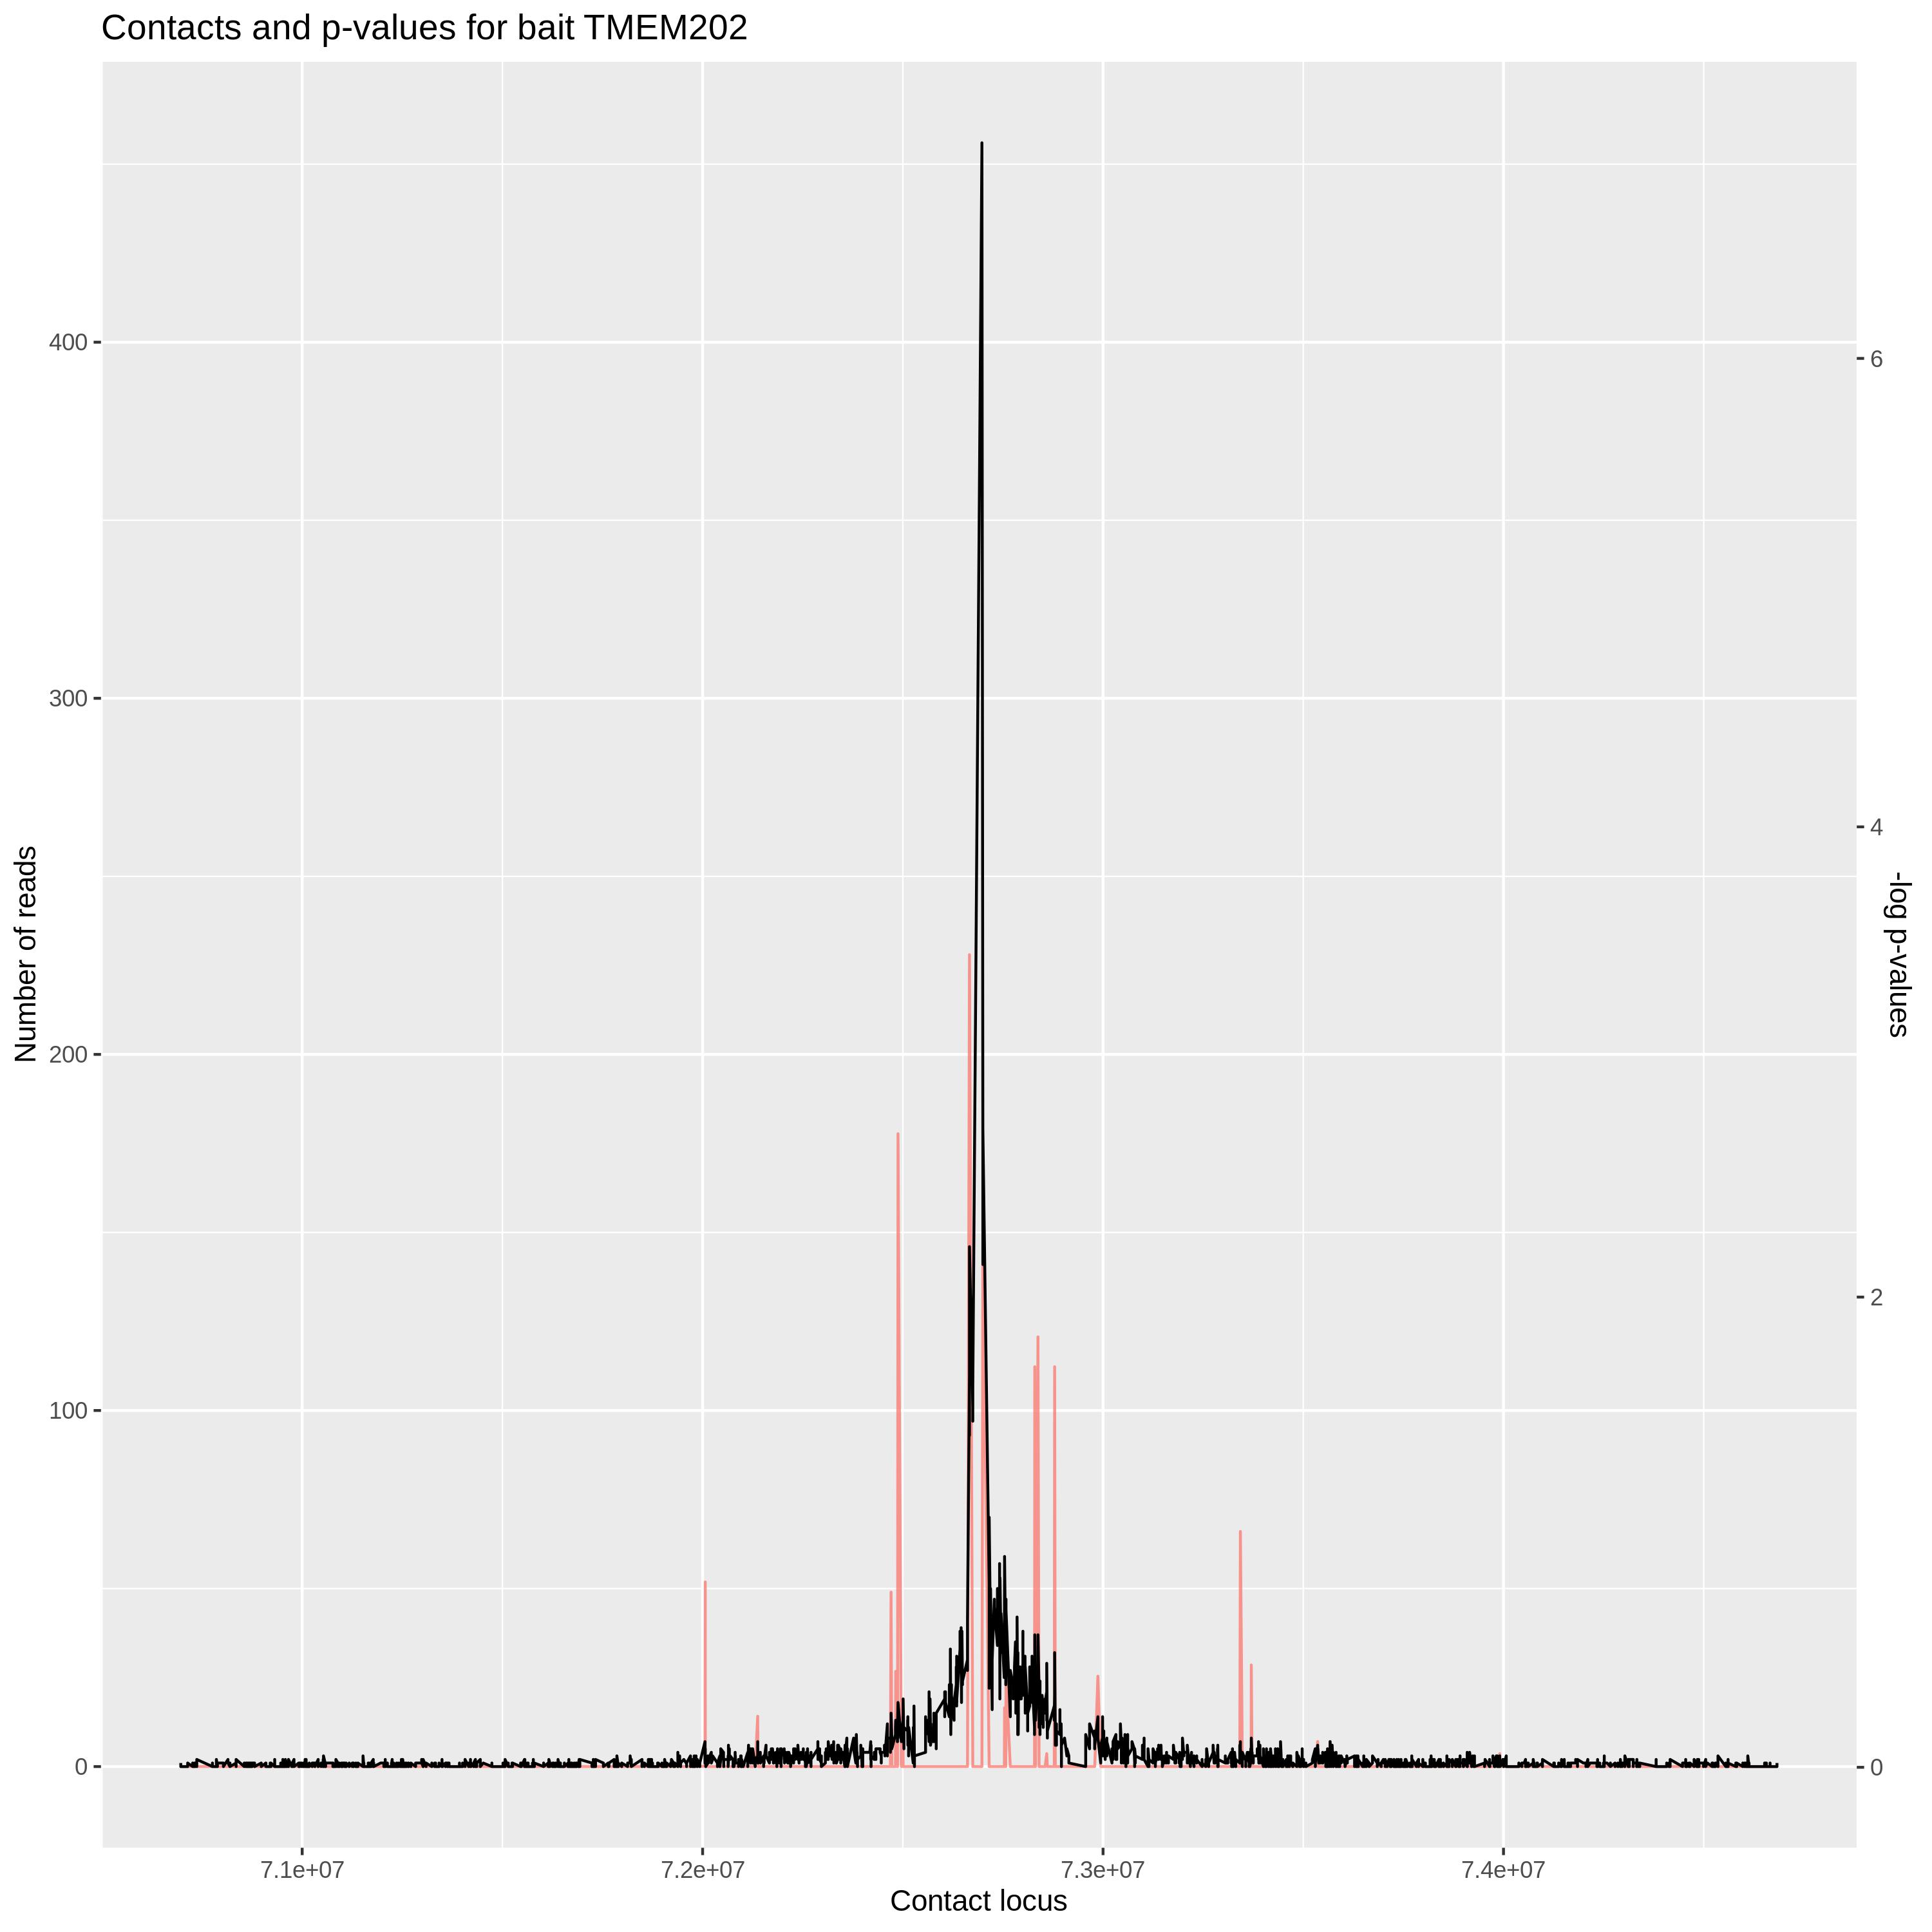 Contacts and p-values for bait TMEM202
Number of reads
400
300
200
100
0
6
4
2
0
-log p-values
7.1e+07 7.2e+07 7.3e+07 7.4e+07
Contact locus